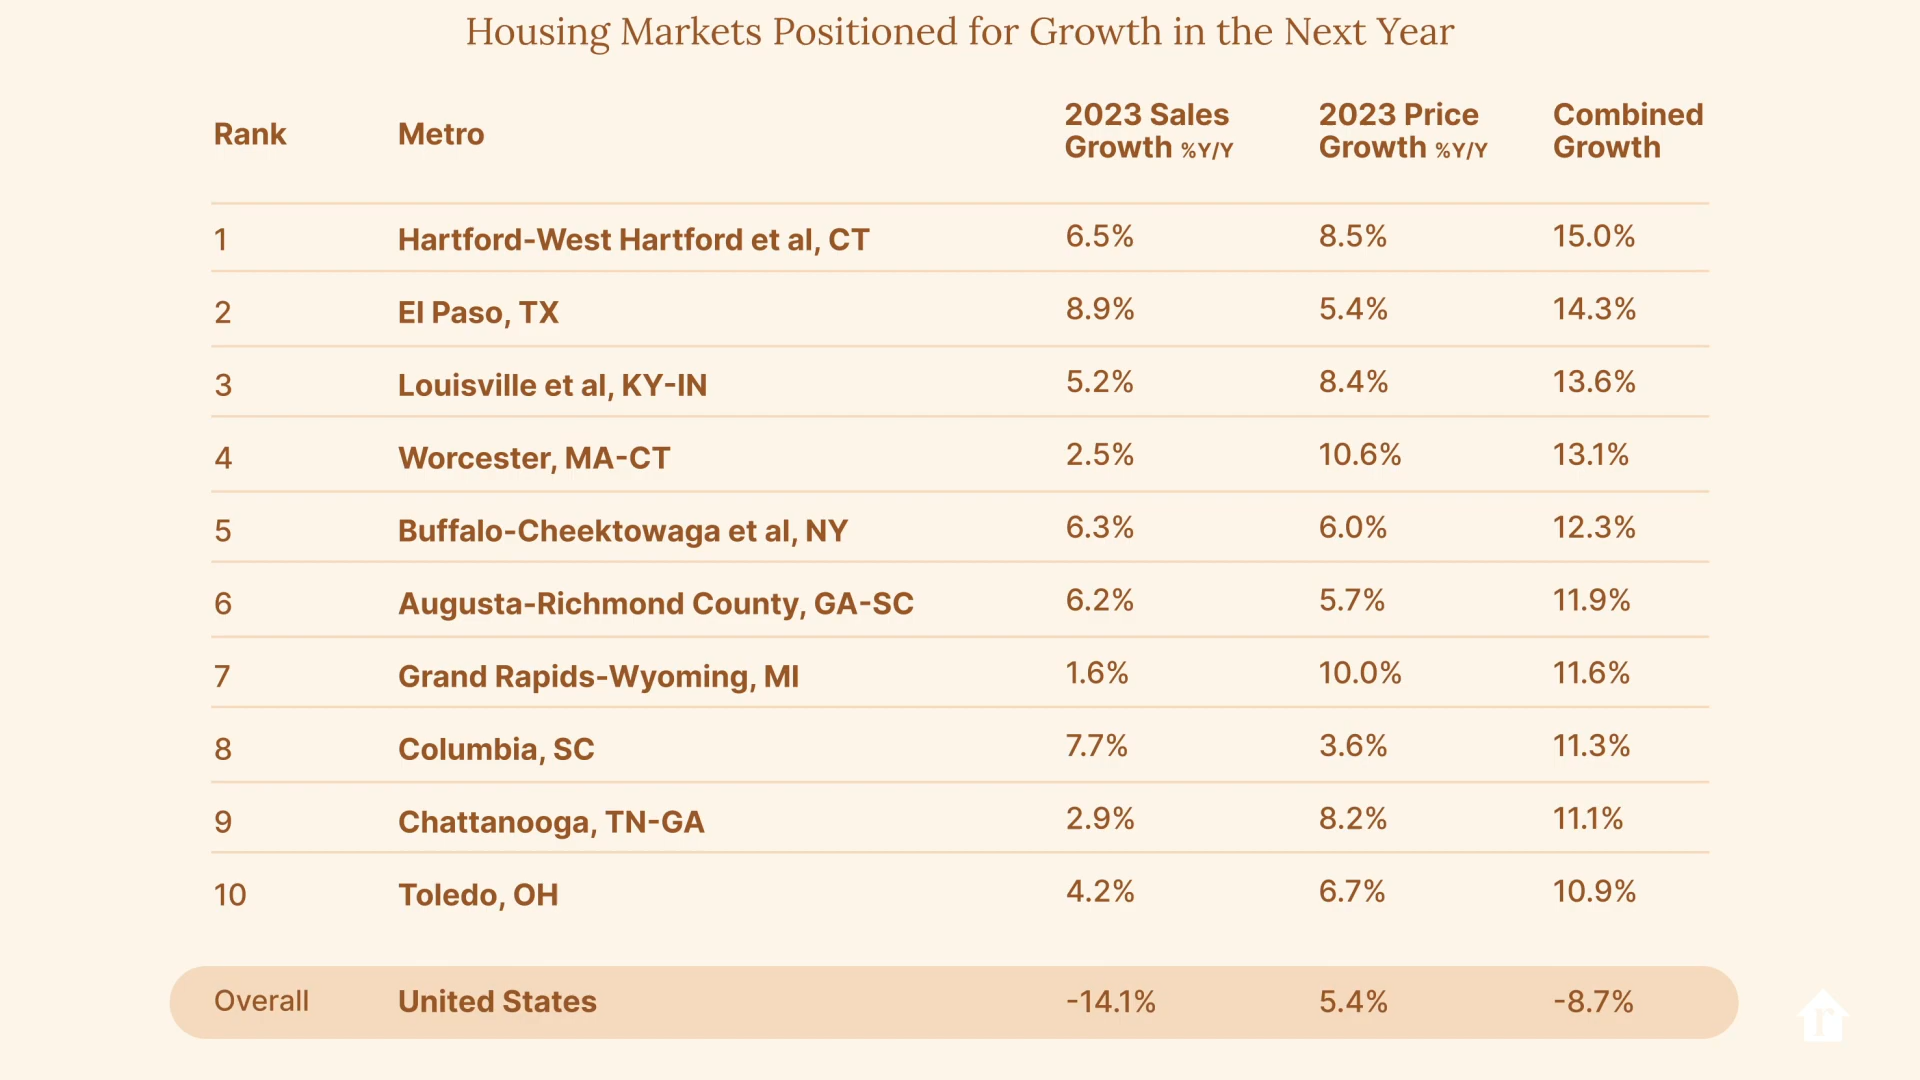 Housing Markets Positioned for Growth in the Next Year
Rank Metro 2023 Sales Growth %Y/Y 2023 Price Growth %Y/Y Combined Growth
1 Hartford-West Hartford et al, CT 6.5% 8.5% 15.0%
2 El Paso, TX 8.9% 5.4% 14.3%
3 Louisville et al, KY-IN 5.2% 8.4% 13.6%
4 Worcester, MA-CT 2.5% 10.6% 13.1%
5 Buffalo-Cheektowaga et al, NY 6.3% 6.0% 12.3%
6 Augusta-Richmond County, GA-SC 6.2% 5.7% 11.9%
7 Grand Rapids-Wyoming, MI 1.6% 10.0% 11.6%
8 Columbia, SC 7.7% 3.6% 11.3%
9 Chattanooga, TN-GA 2.9% 8.2% 11.1%
10 Toledo, OH 4.2% 6.7% 10.9%
Overall United States -14.1% 5.4% -8.7%
r